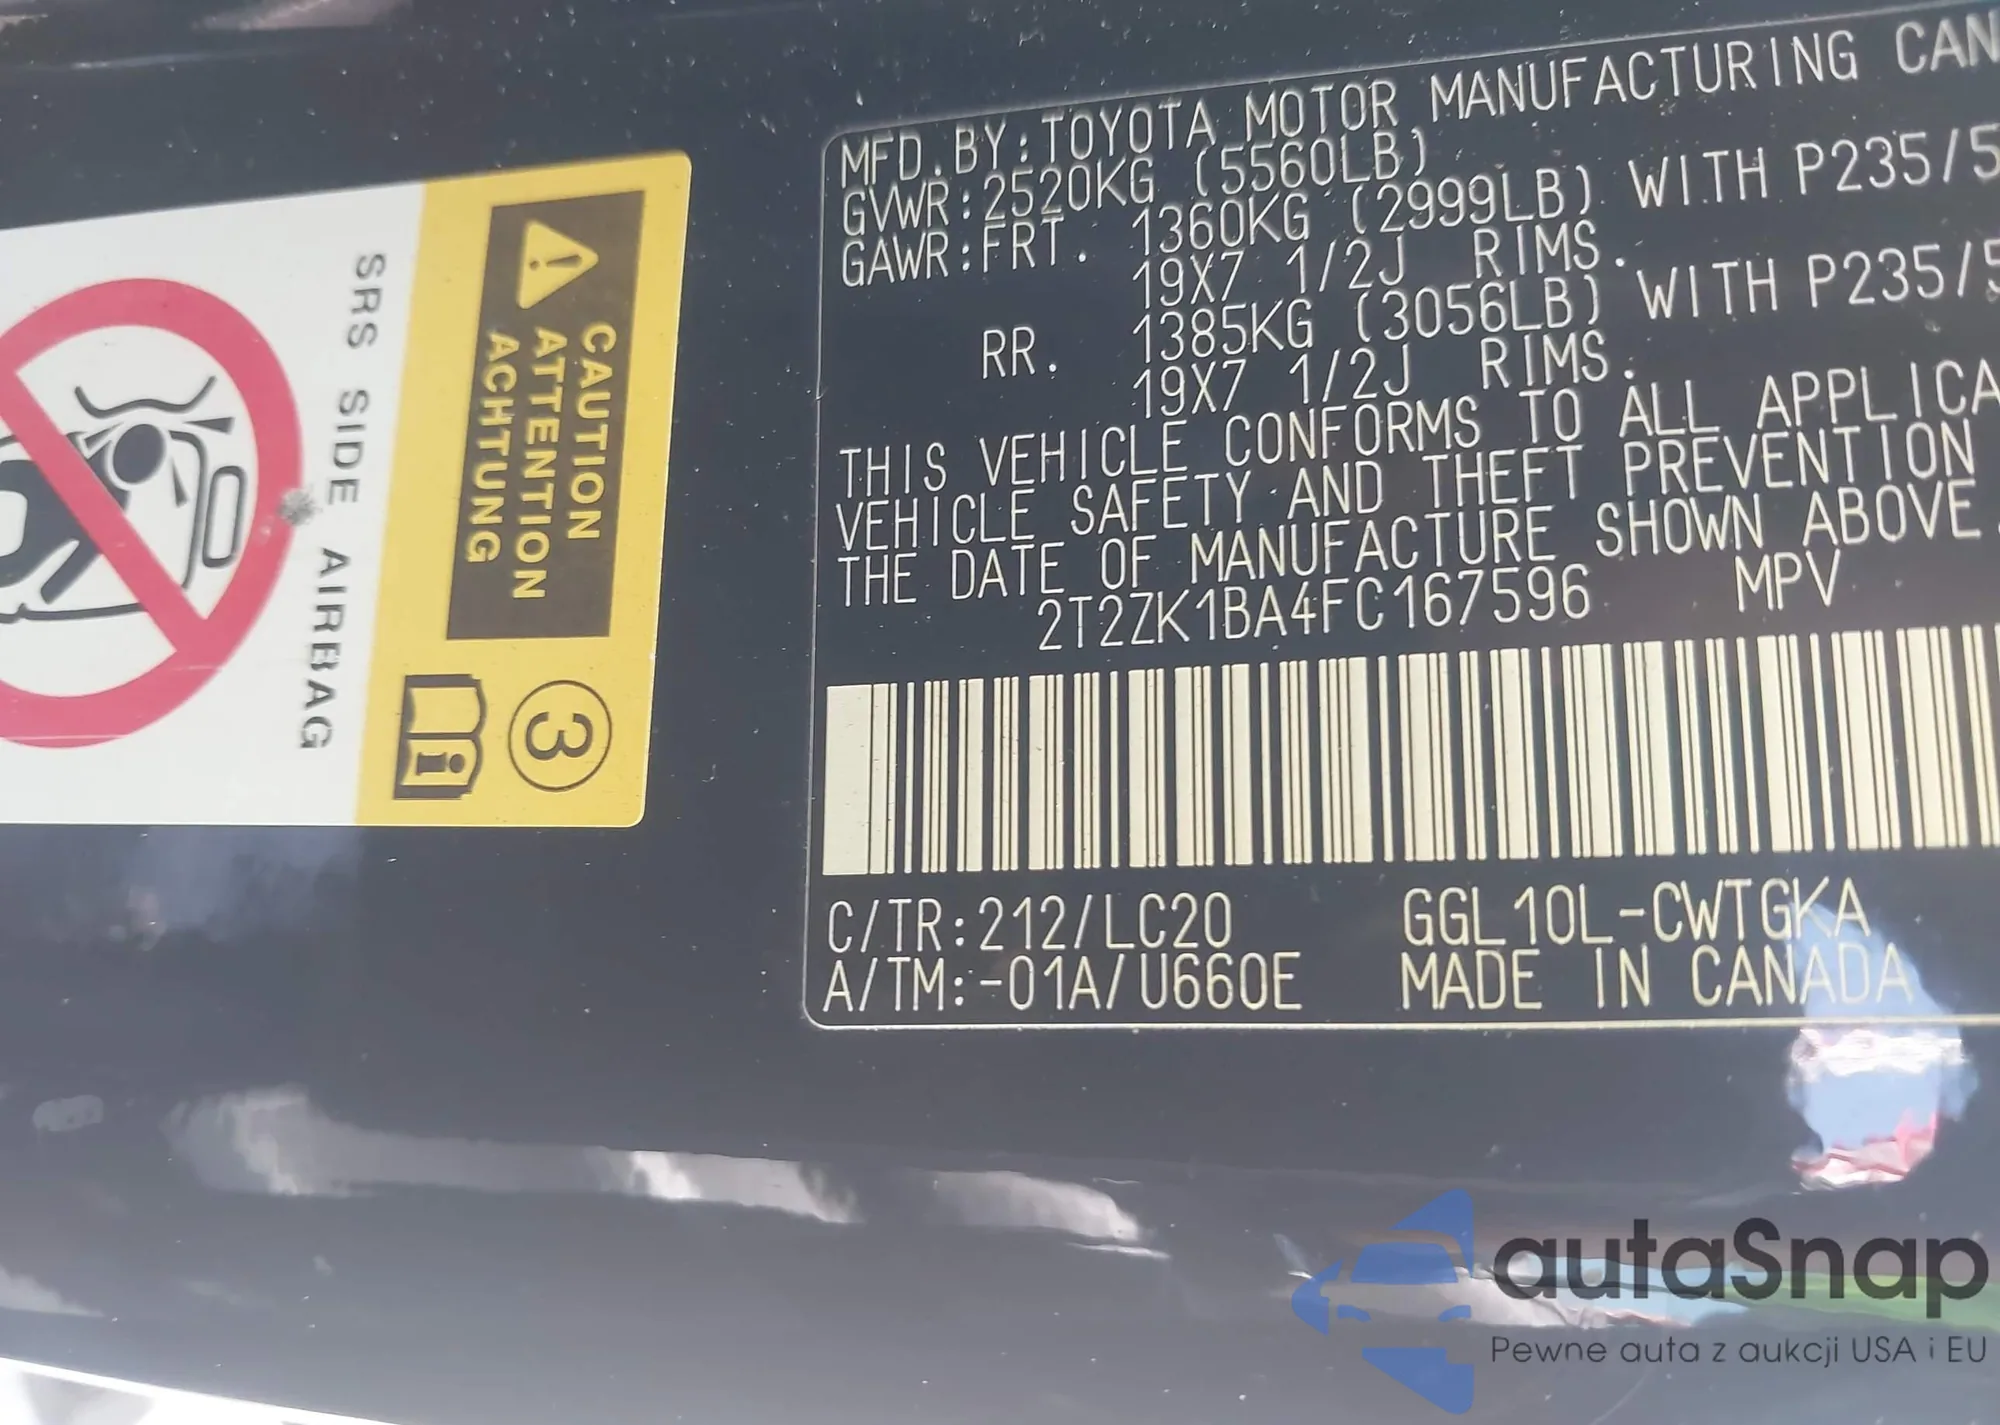 SRS SIDE AIRBAG
CAUTION
ATTENTION
ACHTUNG
3
MFD.BY:TOYOTA MOTOR MANUFACTURING CAN
GVWR:2520KG (5560LB)
GAWR:FRT. 1360KG (2999LB) WITH P235/5
19X7 1/2J RIMS.
RR. 1385KG (3056LB) WITH P235/5
19X7 1/2J RIMS.
THIS VEHICLE CONFORMS TO ALL APPLICA
VEHICLE SAFETY AND THEFT PREVENTION
THE DATE OF MANUFACTURE SHOWN ABOVE.
2T2ZK1BA4FC167596 MPV
C/TR:212/LC20 GGL10L-CWTGKA
A/TM:-01A/U660E MADE IN CANADA
autaSnap
Pewne auta z aukcji USA i EU